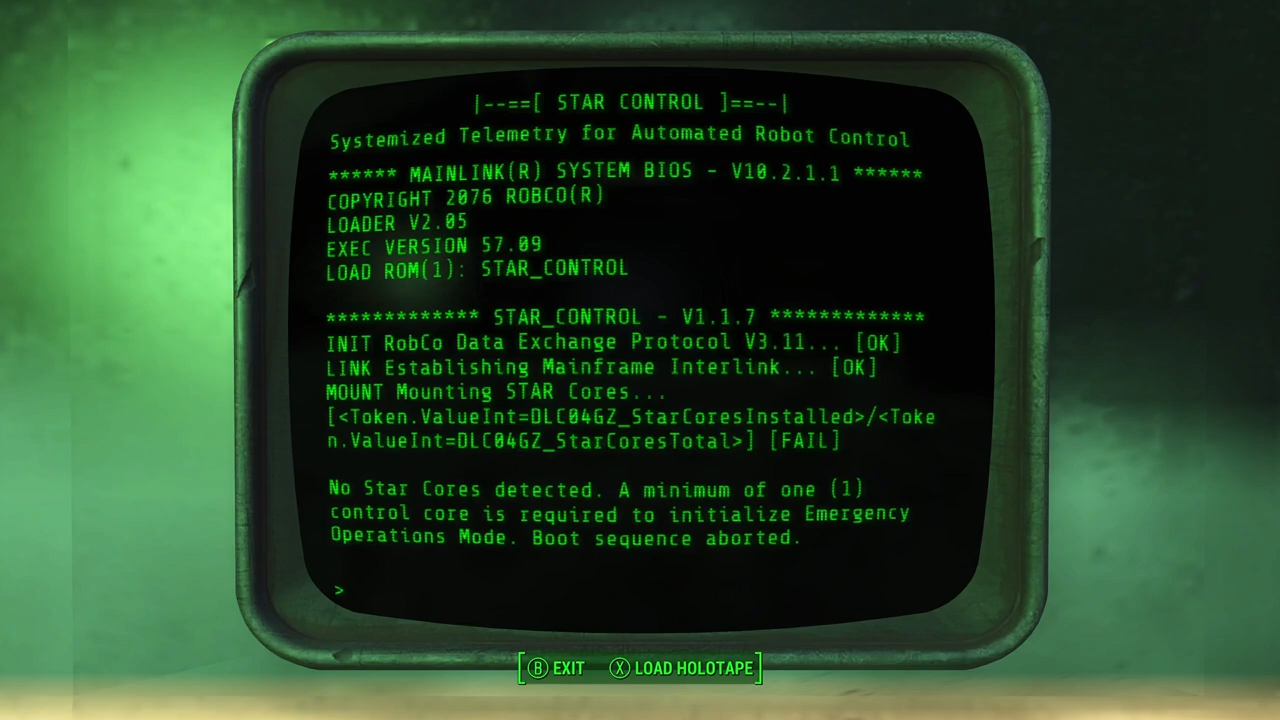 |--==[ STAR CONTROL ]==--|
Systemized Telemetry for Automated Robot Control
****** MAINLINK(R) SYSTEM BIOS - V10.2.1.1 ******
COPYRIGHT 2076 ROBCO(R)
LOADER V2.05
EXEC VERSION 57.09
LOAD ROM(1): STAR_CONTROL
************* STAR_CONTROL - V1.1.7 *************
INIT RobCo Data Exchange Protocol V3.11... [OK]
LINK Establishing Mainframe Interlink... [OK]
MOUNT Mounting STAR Cores...
[<Token.ValueInt=DLC04GZ_StarCoresInstalled>/<Toke
n.ValueInt=DLC04GZ_StarCoresTotal>] [FAIL]
No Star Cores detected. A minimum of one (1)
control core is required to initialize Emergency
Operations Mode. Boot sequence aborted.
>
[ B EXIT X LOAD HOLOTAPE ]